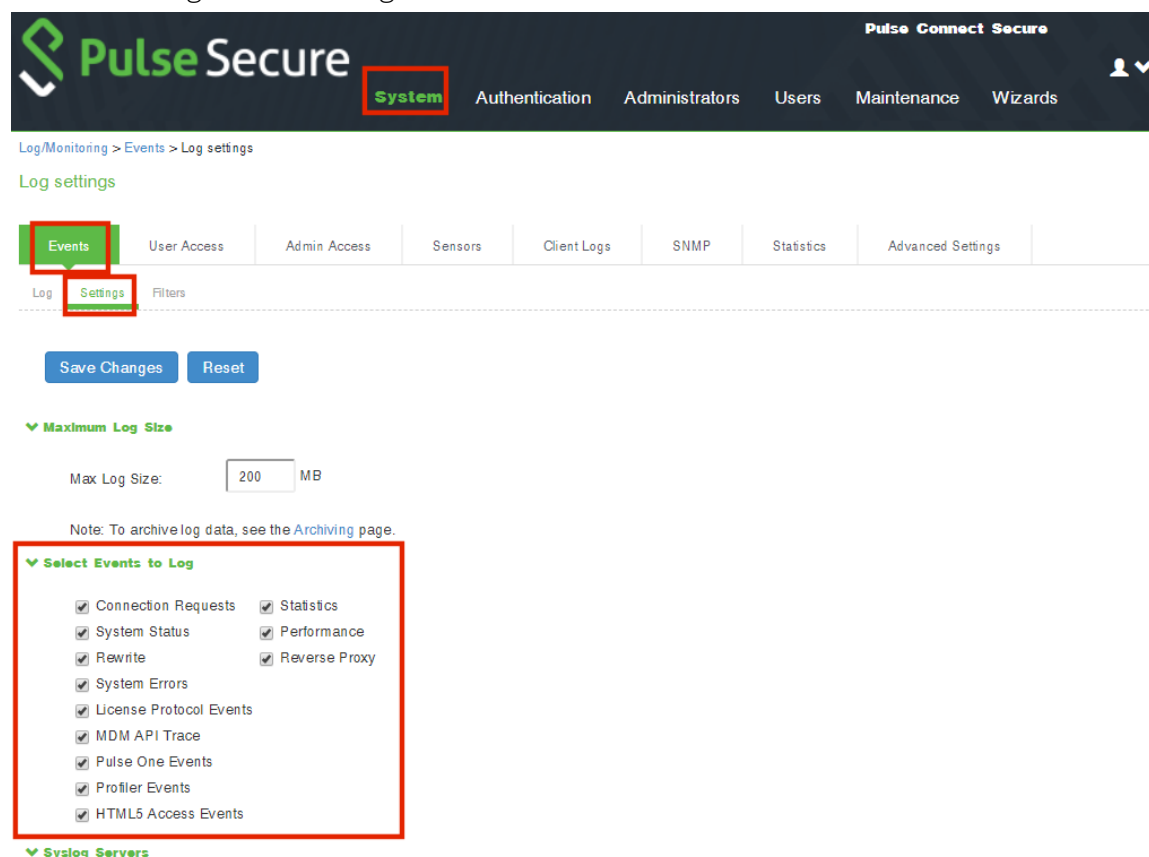 Pulse Secure
Pulse Connect Secure
System Authentication Administrators Users Maintenance Wizards
Log/Monitoring > Events > Log settings
Log settings
Events User Access Admin Access Sensors Client Logs SNMP Statistics Advanced Settings
Log Settings Filters
Save Changes Reset
Maximum Log Size
Max Log Size: 200 MB
Note: To archive log data, see the Archiving page.
Select Events to Log
Connection Requests Statistics
System Status Performance
Rewrite Reverse Proxy
System Errors
License Protocol Events
MDM API Trace
Pulse One Events
Profiler Events
HTML5 Access Events
Syslog Servers